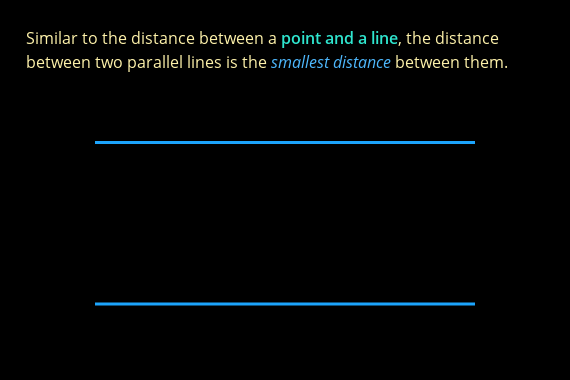 Similar to the distance between a point and a line, the distance
between two parallel lines is the smallest distance between them.